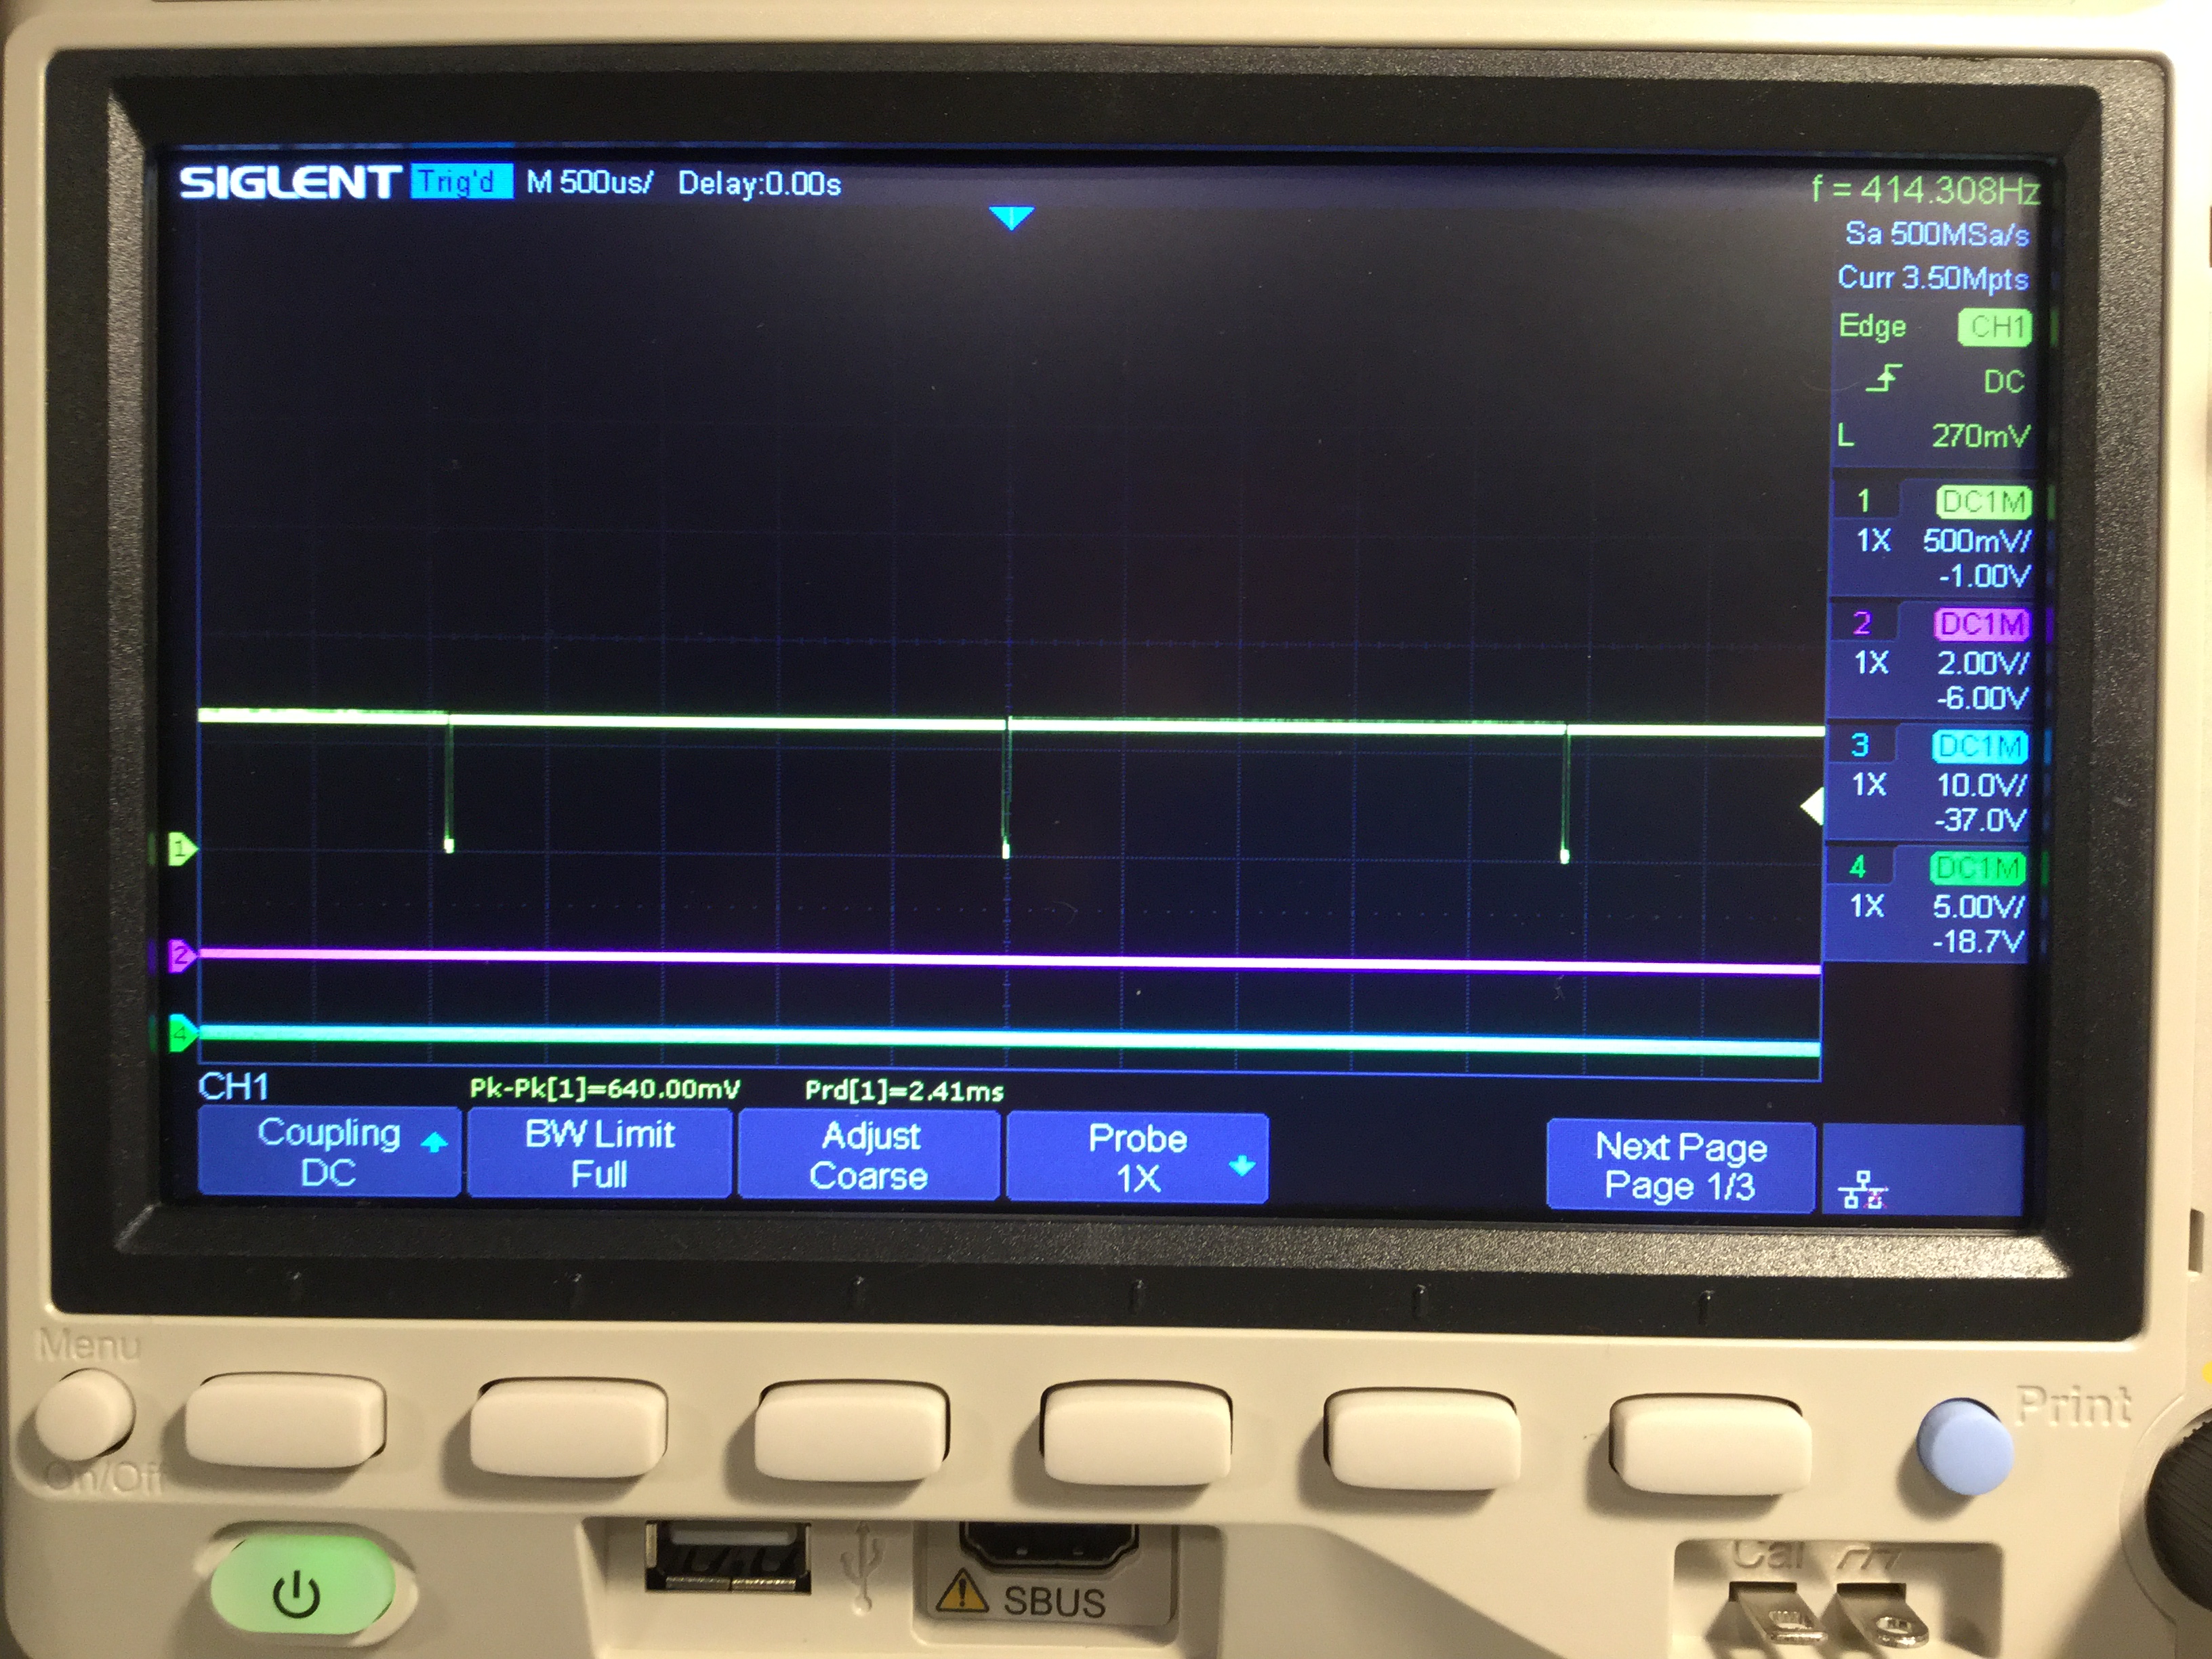 SIGLENT Trig'd M 500us/ Delay:0.00s
f = 414.308Hz
Sa 500MSa/s
Curr 3.50Mpts
Edge CH1
DC
L 270mV
1 DC1M
1X 500mV/
-1.00V
2 DC1M
1X 2.00V/
-6.00V
3 DC1M
1X 10.0V/
-37.0V
4 DC1M
1X 5.00V/
-18.7V
1
2
4
CH1 Pk-Pk[1]=640.00mV Prd[1]=2.41ms
Coupling
DC
BW Limit
Full
Adjust
Coarse
Probe
1X
Next Page
Page 1/3
Menu
On/Off
Print
SBUS
Cal